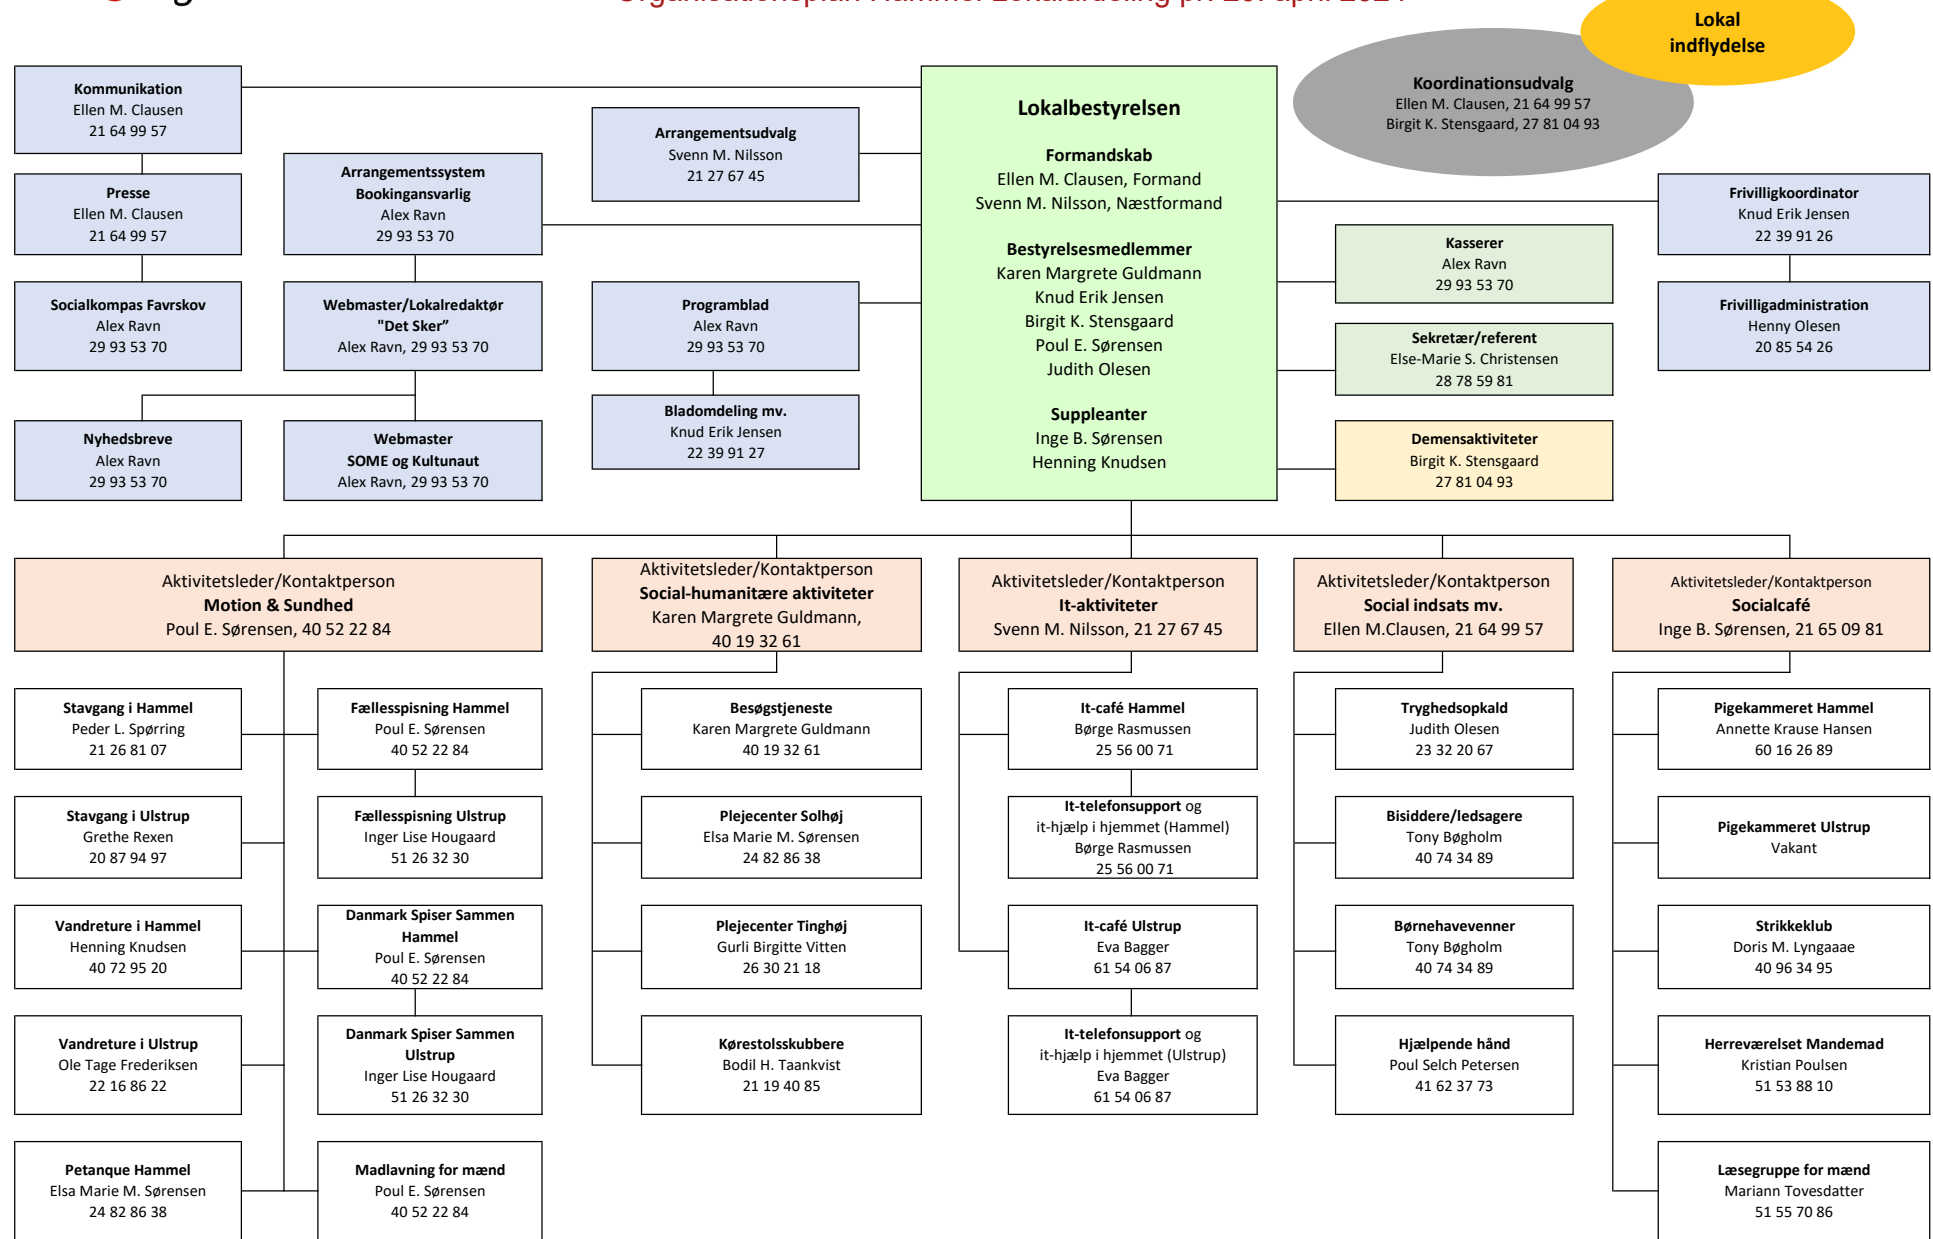 Lokal
indflydelse
Koordinationsudvalg
Ellen M. Clausen, 21 64 99 57
Birgit K. Stensgaard, 27 81 04 93
Kommunikation
Ellen M. Clausen
21 64 99 57
Presse
Ellen M. Clausen
21 64 99 57
Socialkompas Favrskov
Alex Ravn
29 93 53 70
Nyhedsbreve
Alex Ravn
29 93 53 70
Arrangementssystem
Bookingansvarlig
Alex Ravn
29 93 53 70
Webmaster/Lokalredaktør
"Det Sker”
Alex Ravn, 29 93 53 70
Webmaster
SOME og Kultunaut
Alex Ravn, 29 93 53 70
Arrangementsudvalg
Svenn M. Nilsson
21 27 67 45
Programblad
Alex Ravn
29 93 53 70
Bladomdeling mv.
Knud Erik Jensen
22 39 91 27
Lokalbestyrelsen
Formandskab
Ellen M. Clausen, Formand
Svenn M. Nilsson, Næstformand
Bestyrelsesmedlemmer
Karen Margrete Guldmann
Knud Erik Jensen
Birgit K. Stensgaard
Poul E. Sørensen
Judith Olesen
Suppleanter
Inge B. Sørensen
Henning Knudsen
Kasserer
Alex Ravn
29 93 53 70
Sekretær/referent
Else-Marie S. Christensen
28 78 59 81
Demensaktiviteter
Birgit K. Stensgaard
27 81 04 93
Frivilligkoordinator
Knud Erik Jensen
22 39 91 26
Frivilligadministration
Henny Olesen
20 85 54 26
Aktivitetsleder/Kontaktperson
Motion & Sundhed
Poul E. Sørensen, 40 52 22 84
Stavgang i Hammel
Peder L. Spørring
21 26 81 07
Stavgang i Ulstrup
Grethe Rexen
20 87 94 97
Vandreture i Hammel
Henning Knudsen
40 72 95 20
Vandreture i Ulstrup
Ole Tage Frederiksen
22 16 86 22
Petanque Hammel
Elsa Marie M. Sørensen
24 82 86 38
Fællesspisning Hammel
Poul E. Sørensen
40 52 22 84
Fællesspisning Ulstrup
Inger Lise Hougaard
51 26 32 30
Danmark Spiser Sammen
Hammel
Poul E. Sørensen
40 52 22 84
Danmark Spiser Sammen
Ulstrup
Inger Lise Hougaard
51 26 32 30
Madlavning for mænd
Poul E. Sørensen
40 52 22 84
Aktivitetsleder/Kontaktperson
Social-humanitære aktiviteter
Karen Margrete Guldmann,
40 19 32 61
Besøgstjeneste
Karen Margrete Guldmann
40 19 32 61
Plejecenter Solhøj
Elsa Marie M. Sørensen
24 82 86 38
Plejecenter Tinghøj
Gurli Birgitte Vitten
26 30 21 18
Kørestolsskubbere
Bodil H. Taankvist
21 19 40 85
Aktivitetsleder/Kontaktperson
It-aktiviteter
Svenn M. Nilsson, 21 27 67 45
It-café Hammel
Børge Rasmussen
25 56 00 71
It-telefonsupport og
it-hjælp i hjemmet (Hammel)
Børge Rasmussen
25 56 00 71
It-café Ulstrup
Eva Bagger
61 54 06 87
It-telefonsupport og
it-hjælp i hjemmet (Ulstrup)
Eva Bagger
61 54 06 87
Aktivitetsleder/Kontaktperson
Social indsats mv.
Ellen M.Clausen, 21 64 99 57
Tryghedsopkald
Judith Olesen
23 32 20 67
Bisiddere/ledsagere
Tony Bøgholm
40 74 34 89
Børnehavevenner
Tony Bøgholm
40 74 34 89
Hjælpende hånd
Poul Selch Petersen
41 62 37 73
Aktivitetsleder/Kontaktperson
Socialcafé
Inge B. Sørensen, 21 65 09 81
Pigekammeret Hammel
Annette Krause Hansen
60 16 26 89
Pigekammeret Ulstrup
Vakant
Strikkeklub
Doris M. Lyngaaae
40 96 34 95
Herreværelset Mandemad
Kristian Poulsen
51 53 88 10
Læsegruppe for mænd
Mariann Tovesdatter
51 55 70 86